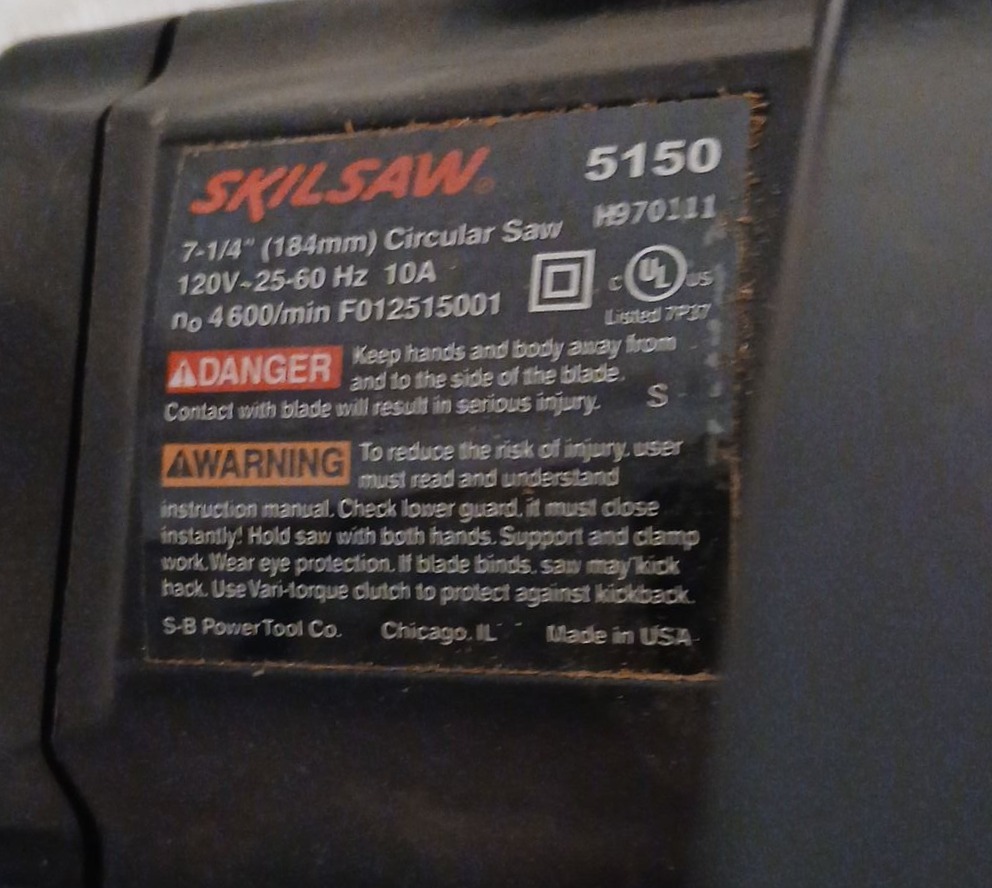 SKILSAW® 5150
H970111
7-1/4" (184mm) Circular Saw
120V~25-60 Hz 10A
n₀ 4600/min F012515001
C UL US
Listed 7P37
DANGER Keep hands and body away from
and to the side of the blade.
Contact with blade will result in serious injury. S
WARNING To reduce the risk of injury, user
must read and understand
instruction manual. Check lower guard, it must close
instantly! Hold saw with both hands. Support and clamp
work. Wear eye protection. If blade binds, saw may kick
back. Use Vari-torque clutch to protect against kickback.
S-B Power Tool Co. Chicago, IL Made in USA